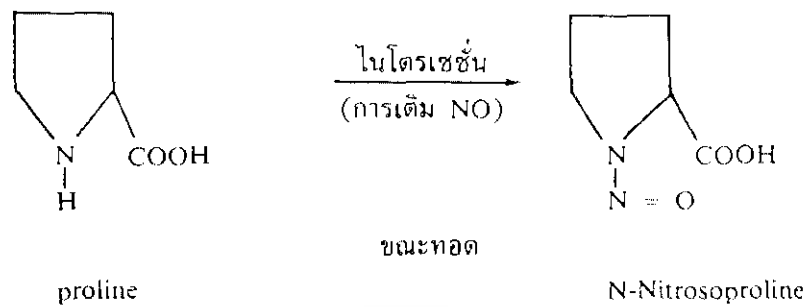 ไนโตรเซชั่น
(การเติม NO)
N
H
COOH
N
N = O
COOH
ขณะทอด
proline
N-Nitrosoproline